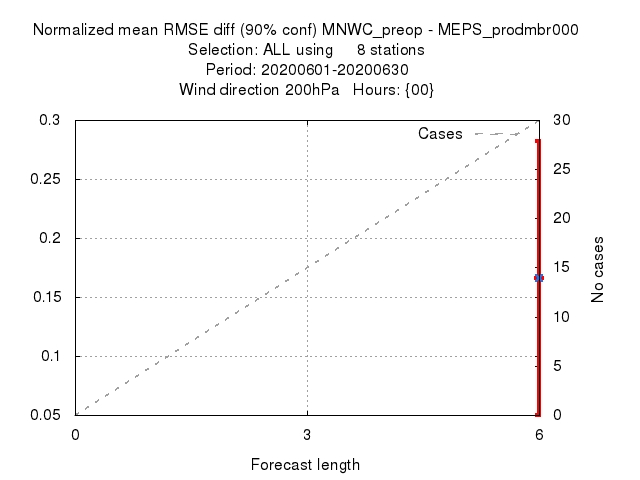 Normalized mean RMSE diff (90% conf) MNWC_preop - MEPS_prodmbr000
Selection: ALL using 8 stations
Period: 20200601-20200630
Wind direction 200hPa Hours: {00}
Cases
0.3
0.25
0.2
0.15
0.1
0.05
30
25
20
15
10
5
0
No cases
0
3
6
Forecast length